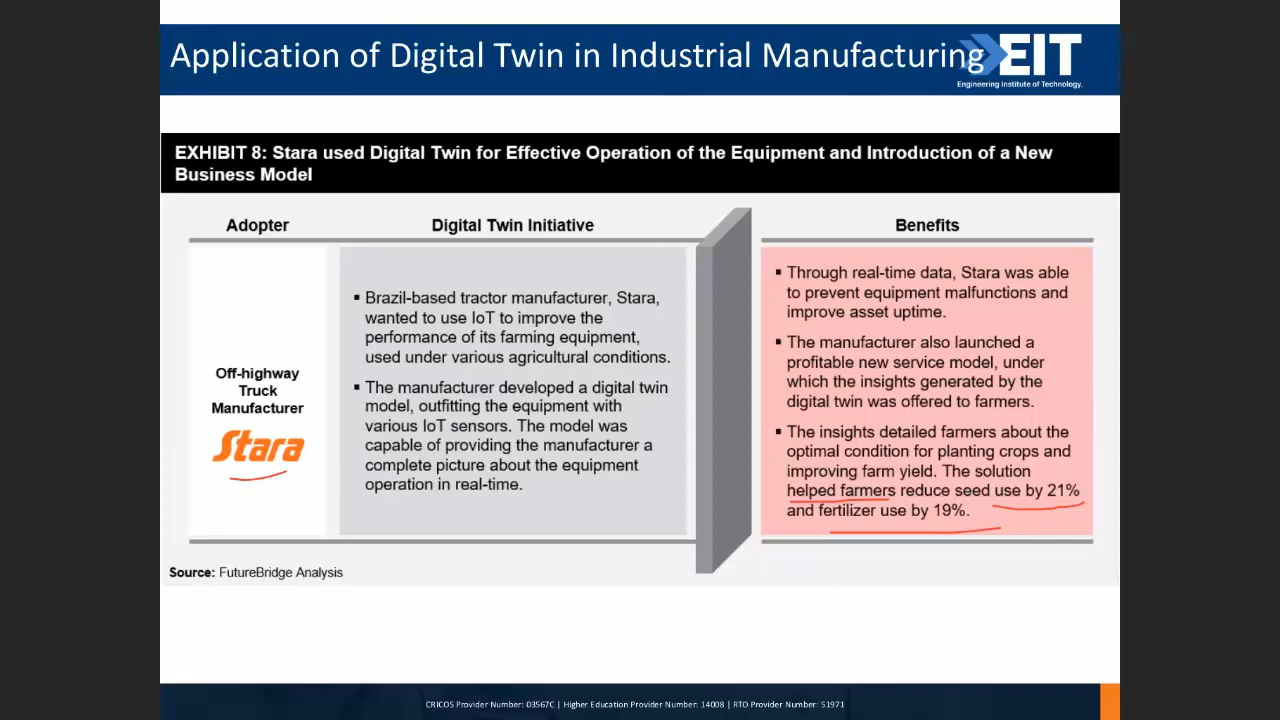 Application of Digital Twin in Industrial Manufacturing
EIT
Engineering Institute of Technology.
EXHIBIT 8: Stara used Digital Twin for Effective Operation of the Equipment and Introduction of a New
Business Model
Adopter
Digital Twin Initiative
Benefits
Off-highway
Truck
Manufacturer
Stara
▪ Brazil-based tractor manufacturer, Stara,
wanted to use IoT to improve the
performance of its farming equipment,
used under various agricultural conditions.
▪ The manufacturer developed a digital twin
model, outfitting the equipment with
various IoT sensors. The model was
capable of providing the manufacturer a
complete picture about the equipment
operation in real-time.
▪ Through real-time data, Stara was able
to prevent equipment malfunctions and
improve asset uptime.
▪ The manufacturer also launched a
profitable new service model, under
which the insights generated by the
digital twin was offered to farmers.
▪ The insights detailed farmers about the
optimal condition for planting crops and
improving farm yield. The solution
helped farmers reduce seed use by 21%
and fertilizer use by 19%.
Source: FutureBridge Analysis
CRICOS Provider Number: 03567C | Higher Education Provider Number: 14008 | RTO Provider Number: 51971